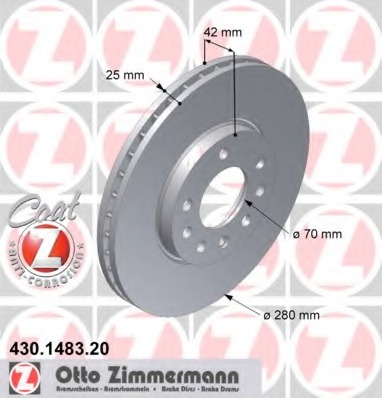 42 mm
25 mm
ø 70 mm
ø 280 mm
Coat
Z
ANTI-CORROSION
430.1483.20
Z
Otto Zimmermann
Bremsscheiben - Bremstrommeln • Brake Discs - Brake Drums